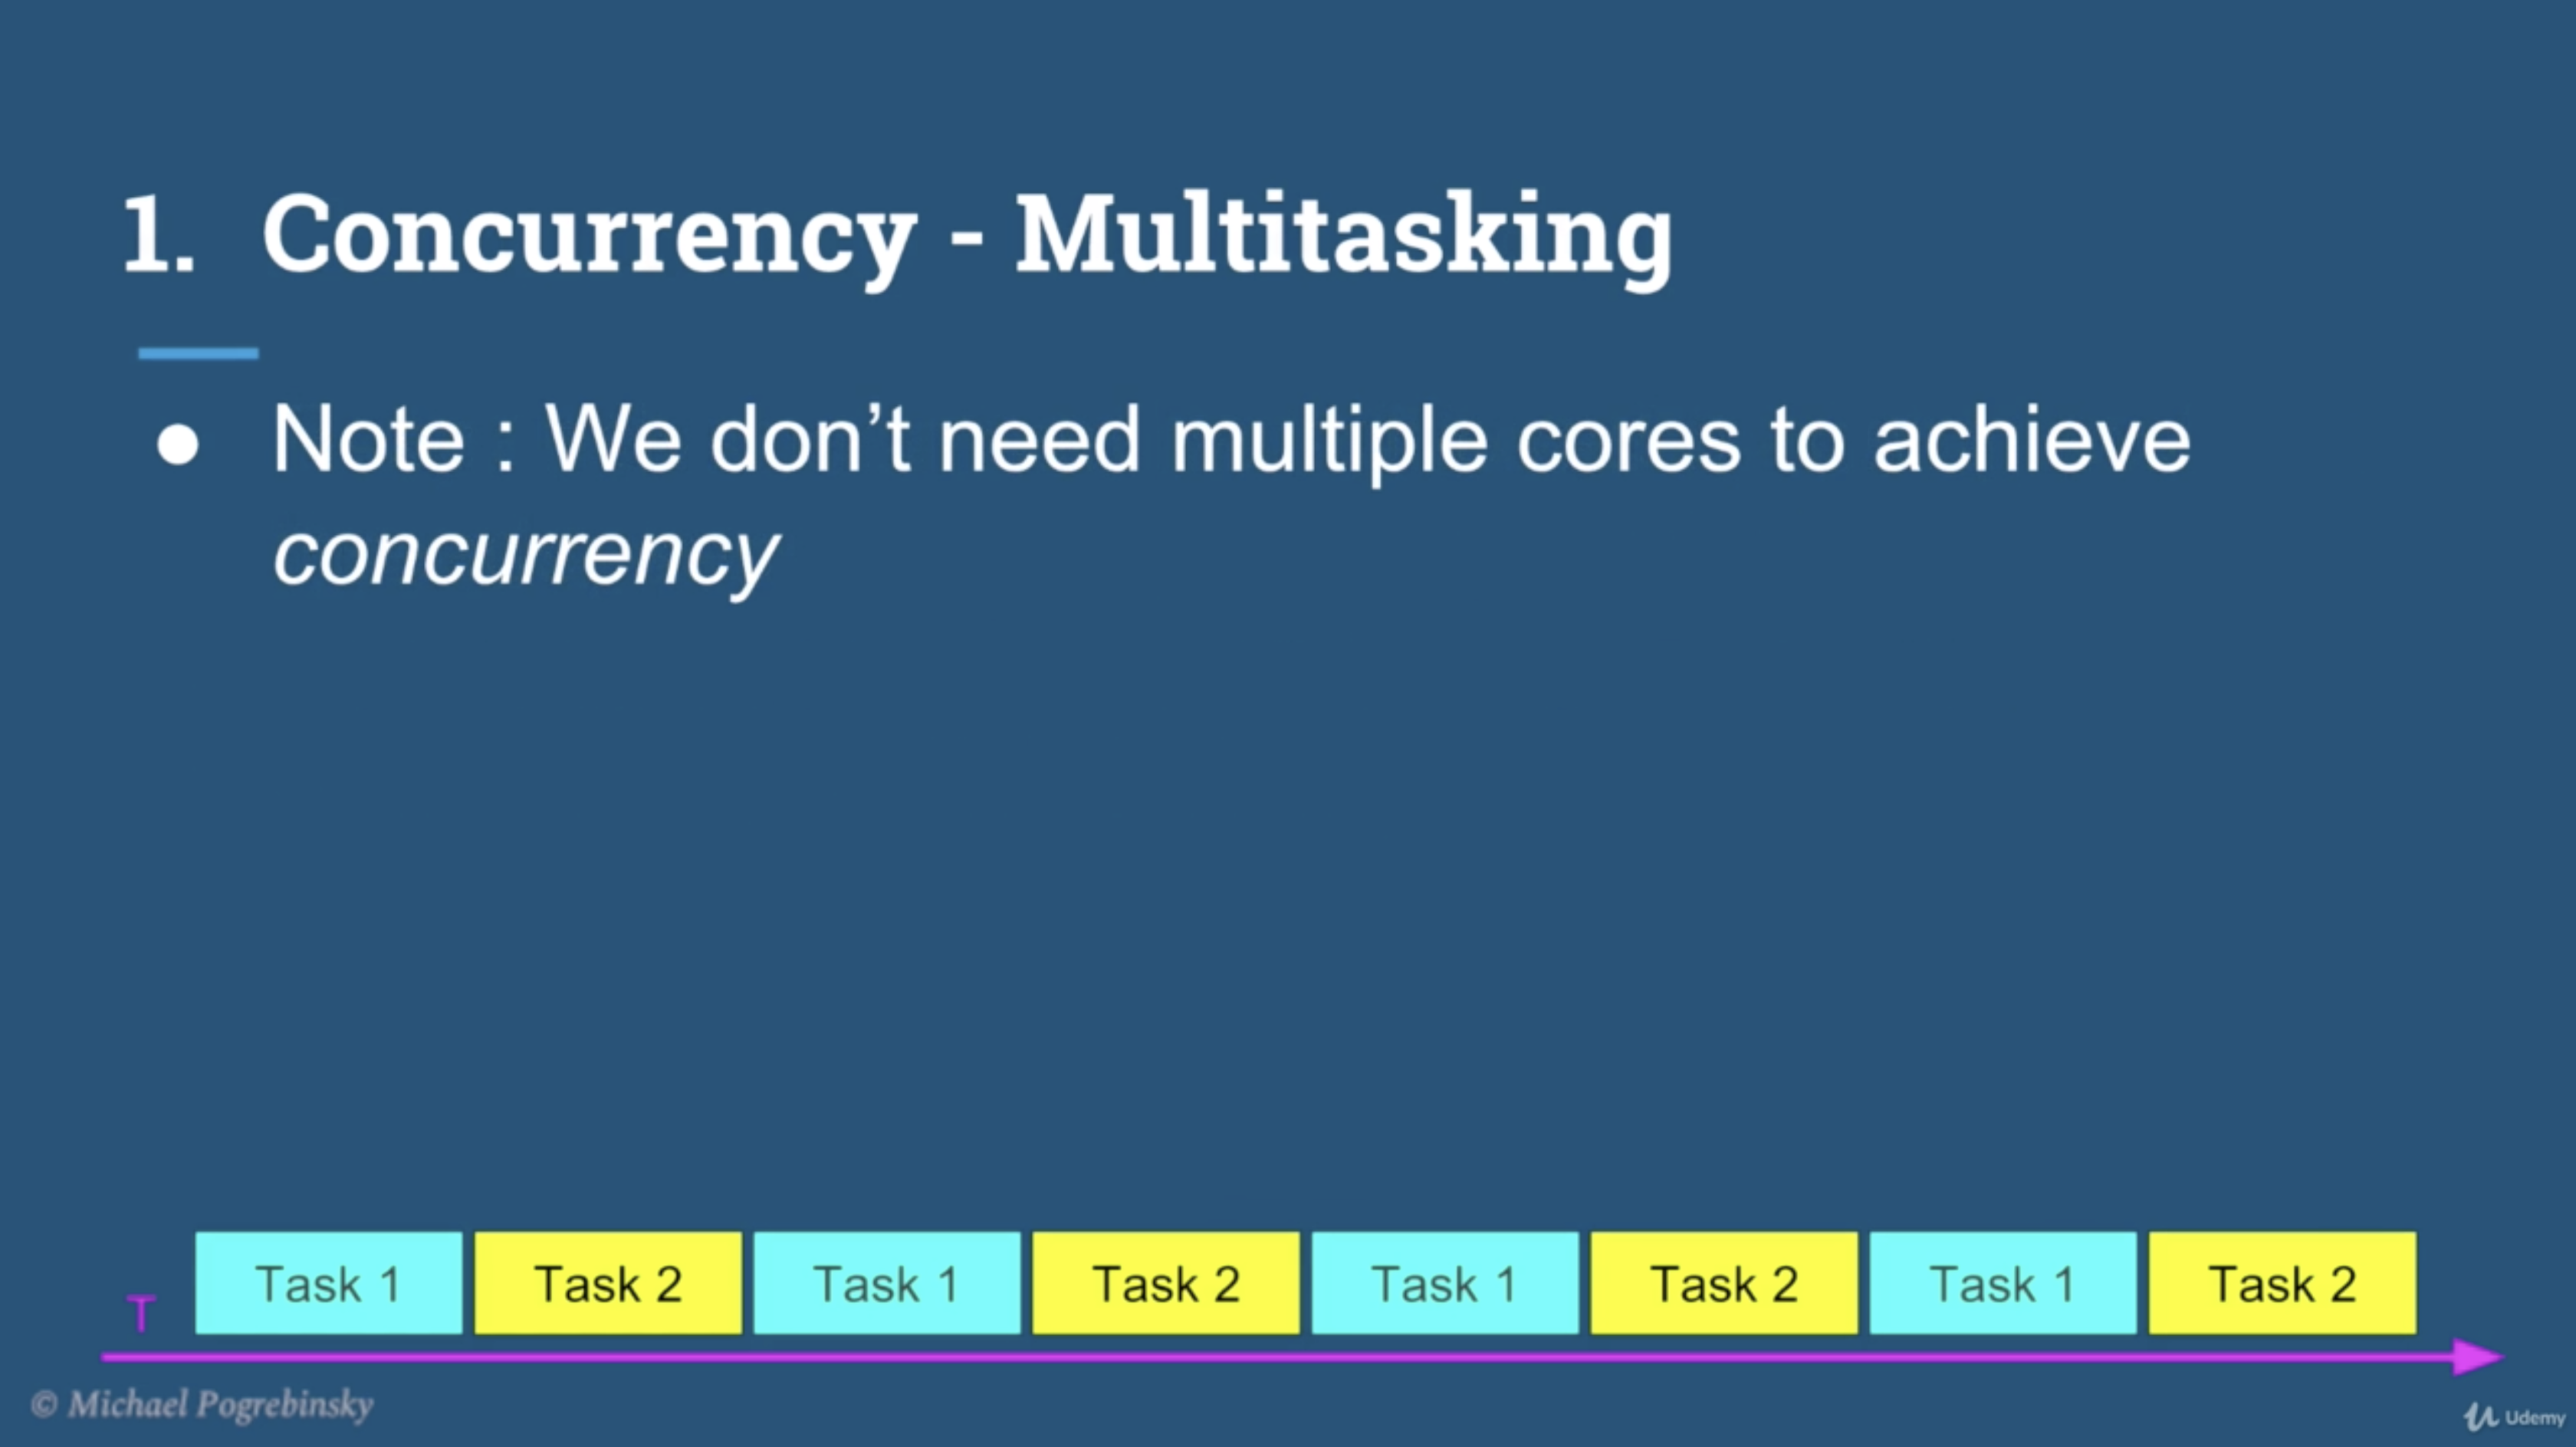 1. Concurrency - Multitasking
● Note : We don’t need multiple cores to achieve
concurrency
Task 1 Task 2 Task 1 Task 2 Task 1 Task 2 Task 1 Task 2
T
© Michael Pogrebinsky
Udemy